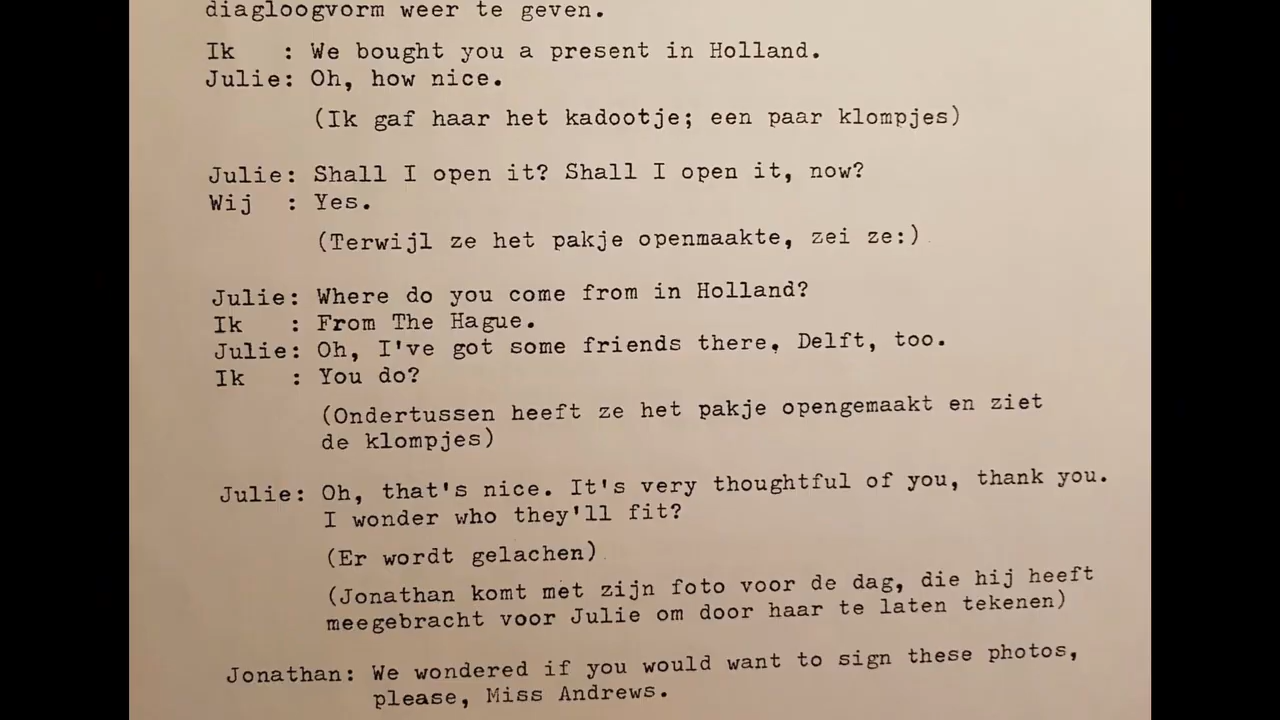 diagloogvorm weer te geven.
Ik : We bought you a present in Holland.
Julie: Oh, how nice.
(Ik gaf haar het kadootje; een paar klompjes)
Julie: Shall I open it? Shall I open it, now?
Wij : Yes.
(Terwijl ze het pakje openmaakte, zei ze:)
Julie: Where do you come from in Holland?
Ik : From The Hague.
Julie: Oh, I've got some friends there, Delft, too.
Ik : You do?
(Ondertussen heeft ze het pakje opengemaakt en ziet
de klompjes)
Julie: Oh, that's nice. It's very thoughtful of you, thank you.
I wonder who they'll fit?
(Er wordt gelachen)
(Jonathan komt met zijn foto voor de dag, die hij heeft
meegebracht voor Julie om door haar te laten tekenen)
Jonathan: We wondered if you would want to sign these photos,
please, Miss Andrews.